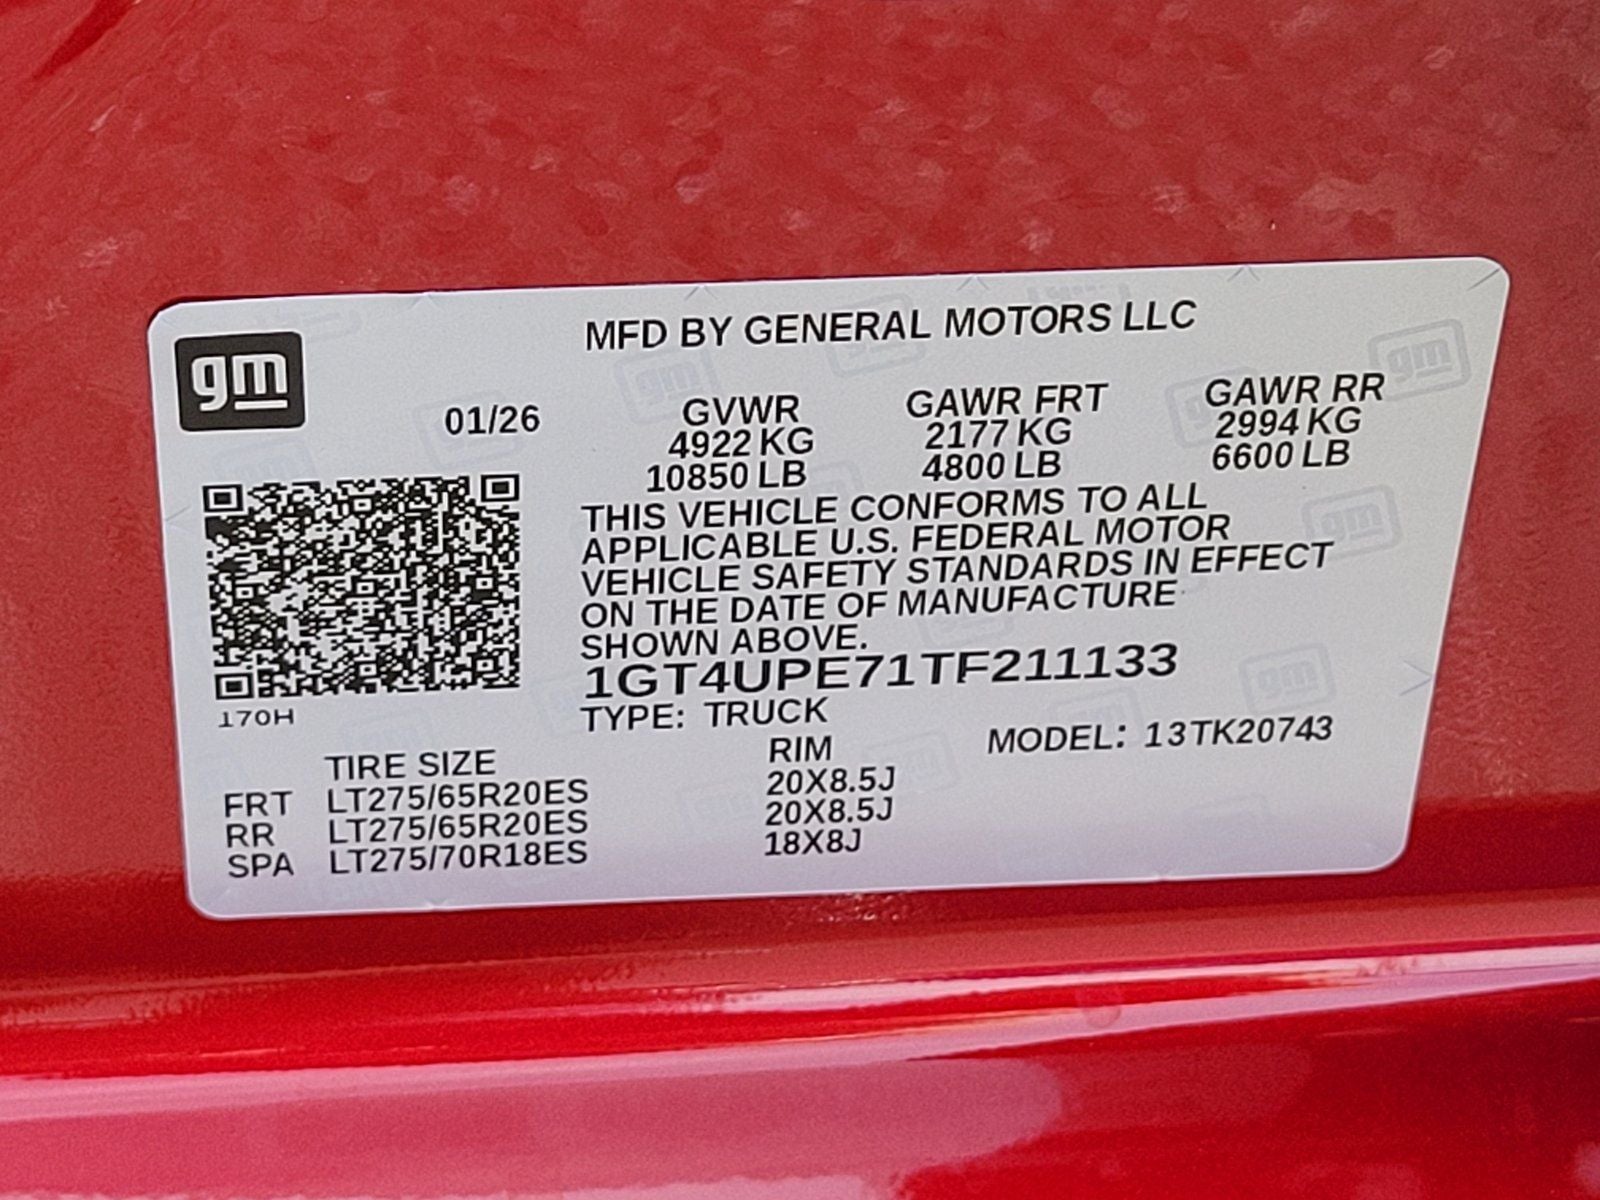 gm
MFD BY GENERAL MOTORS LLC
01/26
GVWR GAWR FRT GAWR RR
4922 KG 2177 KG 2994 KG
10850 LB 4800 LB 6600 LB
THIS VEHICLE CONFORMS TO ALL
APPLICABLE U.S. FEDERAL MOTOR
VEHICLE SAFETY STANDARDS IN EFFECT
ON THE DATE OF MANUFACTURE
SHOWN ABOVE.
1GT4UPE71TF211133
170H
TYPE: TRUCK
MODEL: 13TK20743
TIRE SIZE RIM
FRT LT275/65R20ES 20X8.5J
RR LT275/65R20ES 20X8.5J
SPA LT275/70R18ES 18X8J